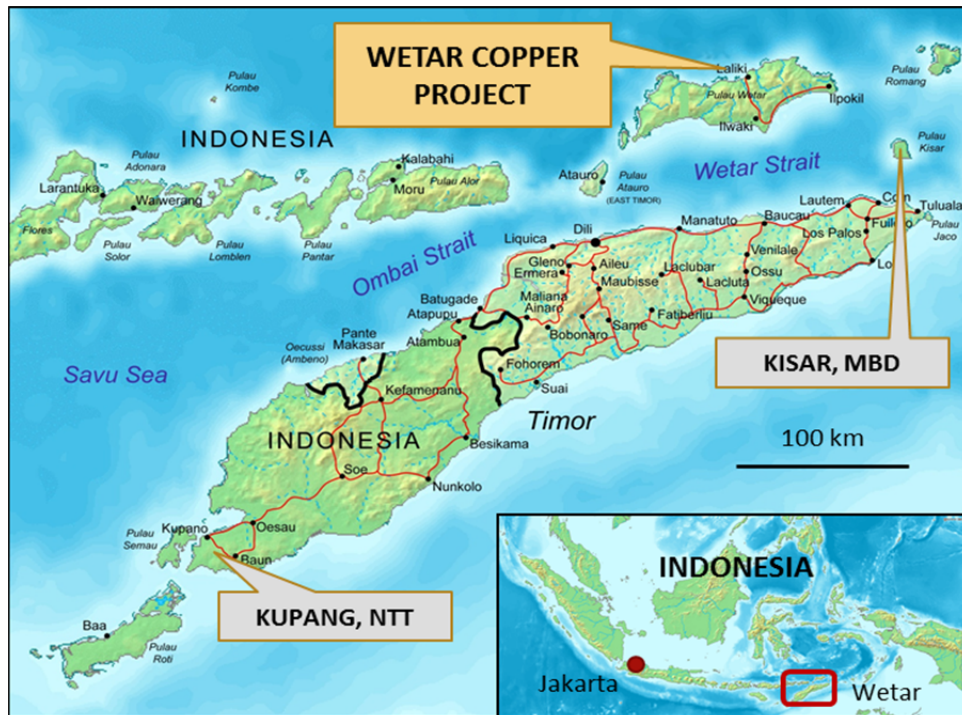 WETAR COPPER
PROJECT
Laliki
Pulau Wetar
Ilpokil
Ilwaki
Pulau
Romang
Pulau
Kisar
Wetar Strait
Pulau
Kombe
INDONESIA
Pulau
Adonara
Larantuka
Waiwerang
Flores
Pulau
Solor
Pulau
Lomblen
Pulau
Pantar
Kalabahi
Moru
Pulau Alor
Atauro
Pulau
Atauro
(EAST TIMOR)
Ombai Strait
Liquica
Dili
Manatuto
Baucau
Lautem
Com
Tutuala
Pulau
Jaco
Fuiloro
Los Palos
Lo
Gleno
Ermera
Aileu
Maubisse
Laclubar
Lacluta
Venilale
Ossu
Viqueque
Batugade
Atapupu
Maliana
Ainaro
Bobonaro
Same
Fatiberliu
Atambua
Fohorem
Suai
Pante
Makasar
Oecussi
(Ambeno)
Kefamenanu
Savu Sea
INDONESIA
Timor
Besikama
Soe
Nunkolo
KISAR, MBD
100 km
Kupano
Oesau
Pulau
Semau
Baun
KUPANG, NTT
Baa
Pulau
Roti
INDONESIA
Jakarta
Wetar